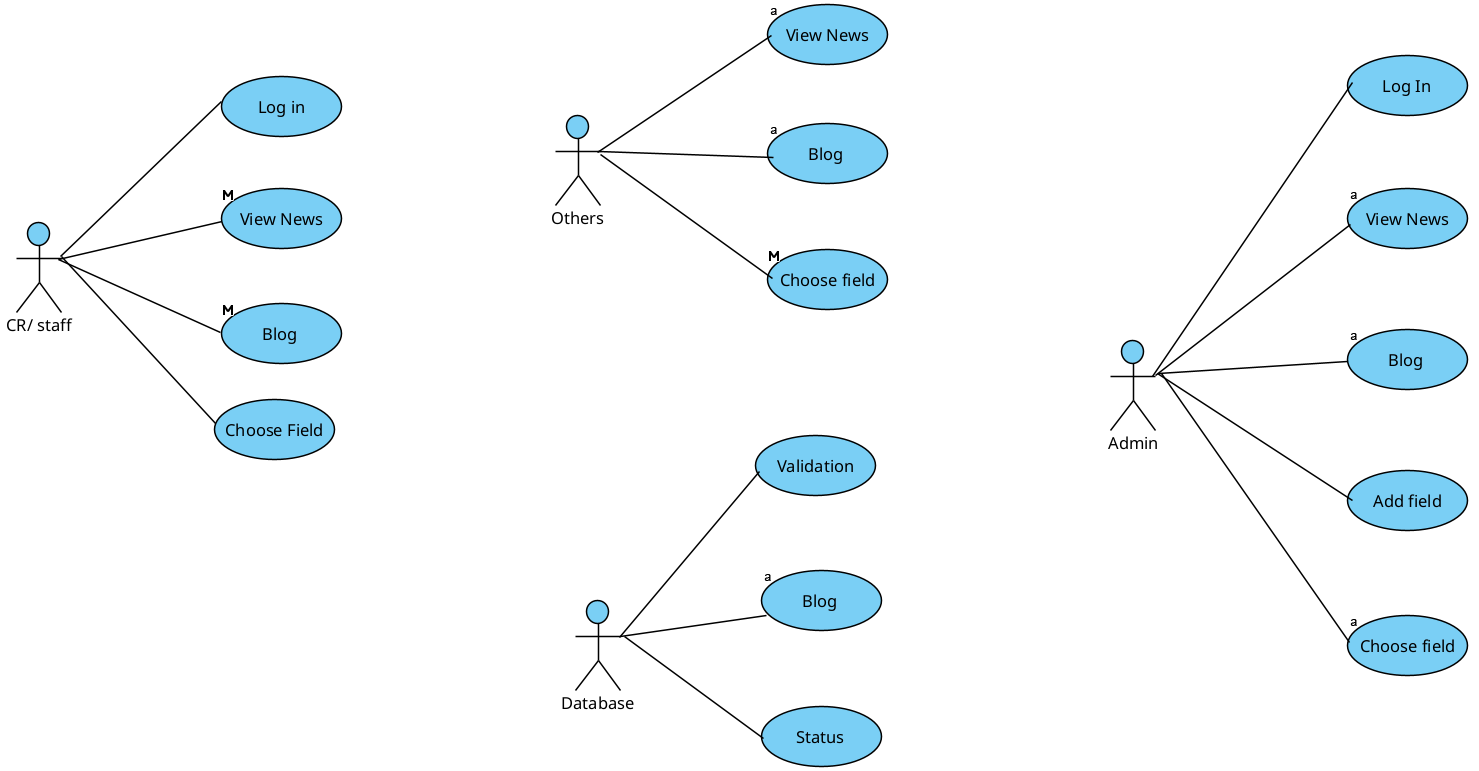 Log in
M
View News
CR/ staff
M
Blog
Choose Field
a
View News
a
Blog
Others
M
Choose field
Validation
a
Blog
Database
Status
Log In
a
View News
a
Blog
Admin
Add field
a
Choose field